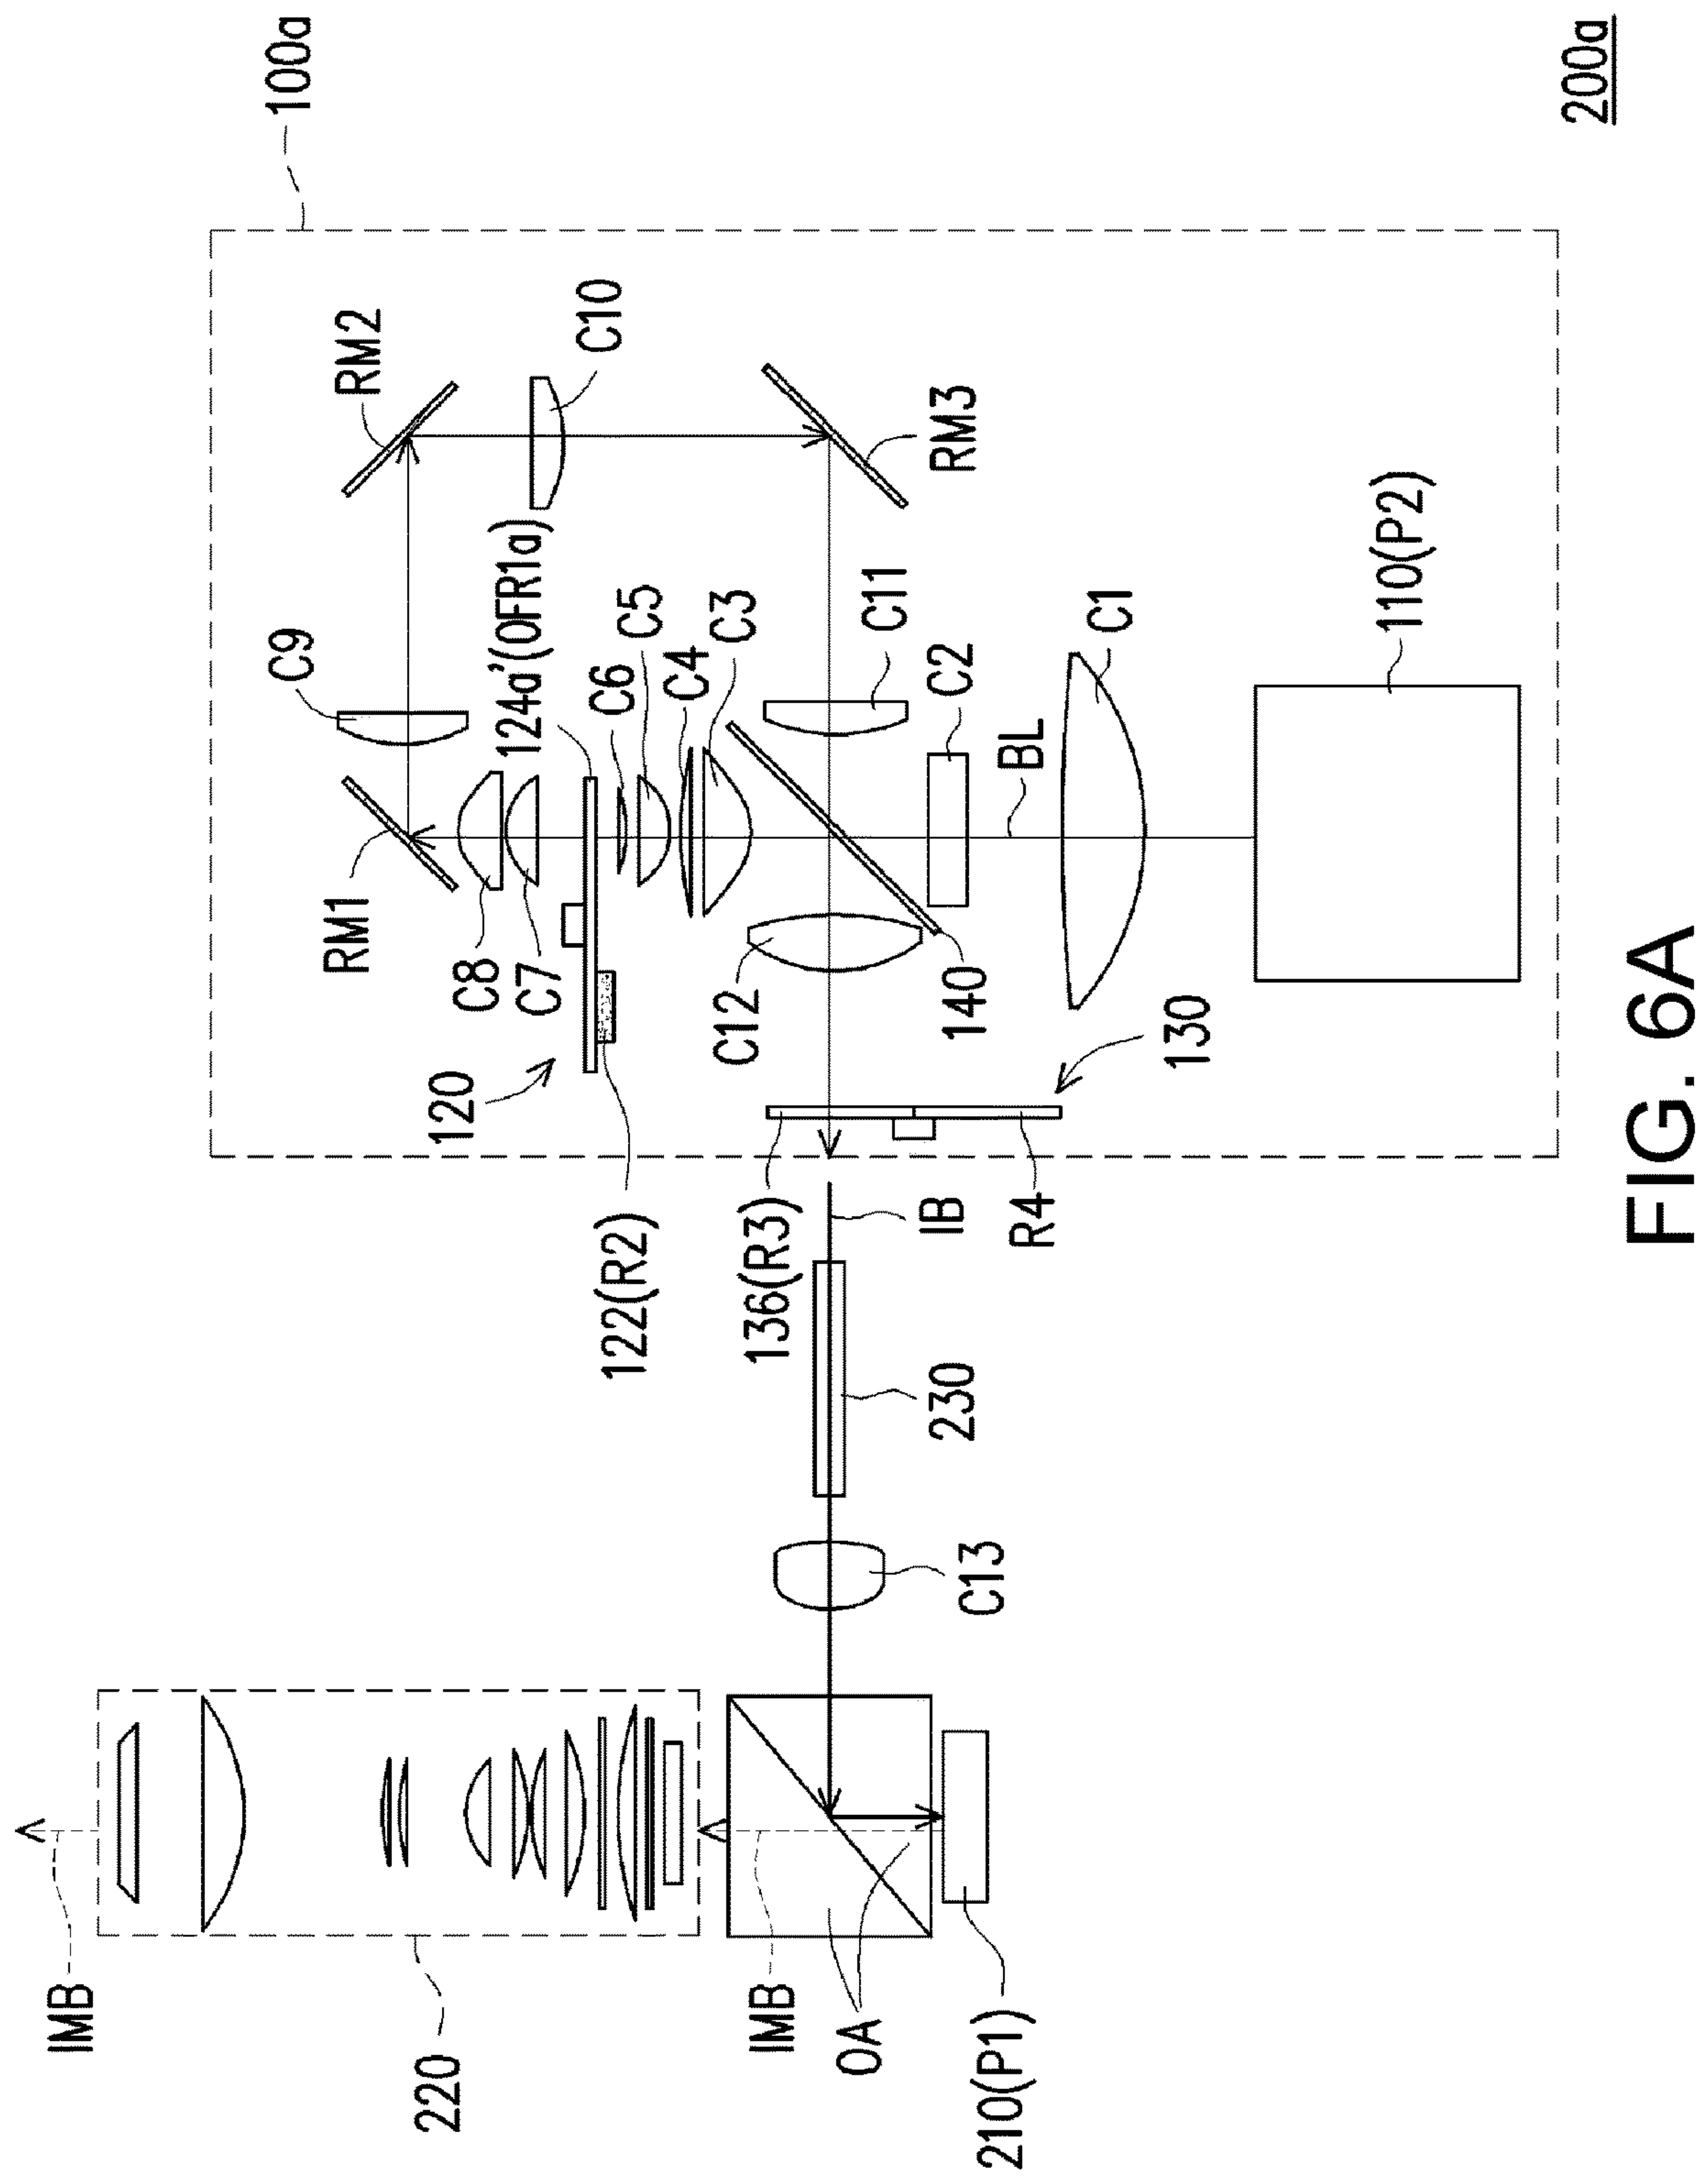 200a
100a
RM2
C10
RM3
C9
124a'(OFR1a)
C6
C5
C4
C3
C11
C2
BL
C1
110(P2)
RM1
C8
C7
C12
140
130
120
122(R2)
136(R3)
IB
R4
230
C13
IMB
220
IMB
OA
210(P1)
FIG. 6A